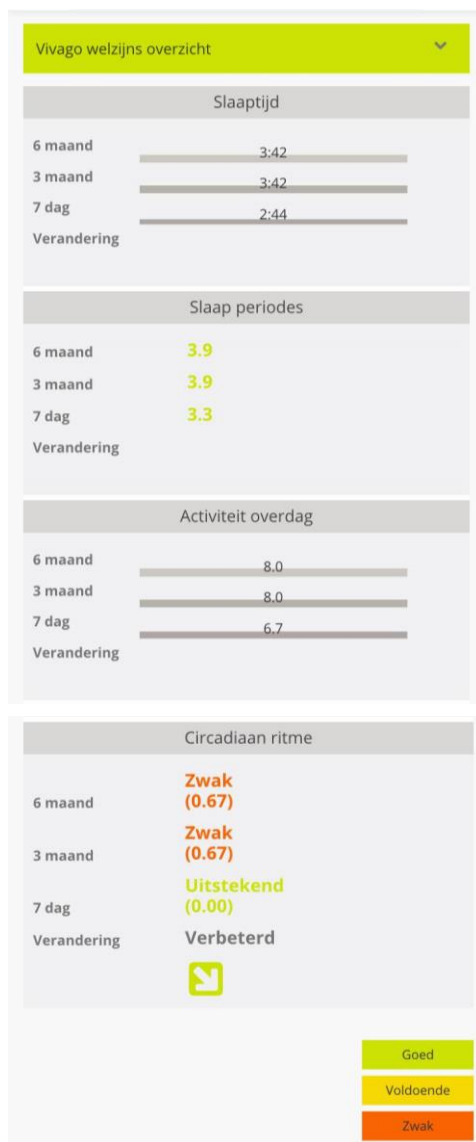 Vivago welzijns overzicht
Slaaptijd
6 maand 3:42
3 maand 3:42
7 dag 2:44
Verandering
Slaap periodes
6 maand 3.9
3 maand 3.9
7 dag 3.3
Verandering
Activiteit overdag
6 maand 8.0
3 maand 8.0
7 dag 6.7
Verandering
Circadiaan ritme
Zwak
6 maand (0.67)
Zwak
3 maand (0.67)
Uitstekend
7 dag (0.00)
Verandering Verbeterd
Goed
Voldoende
Zwak